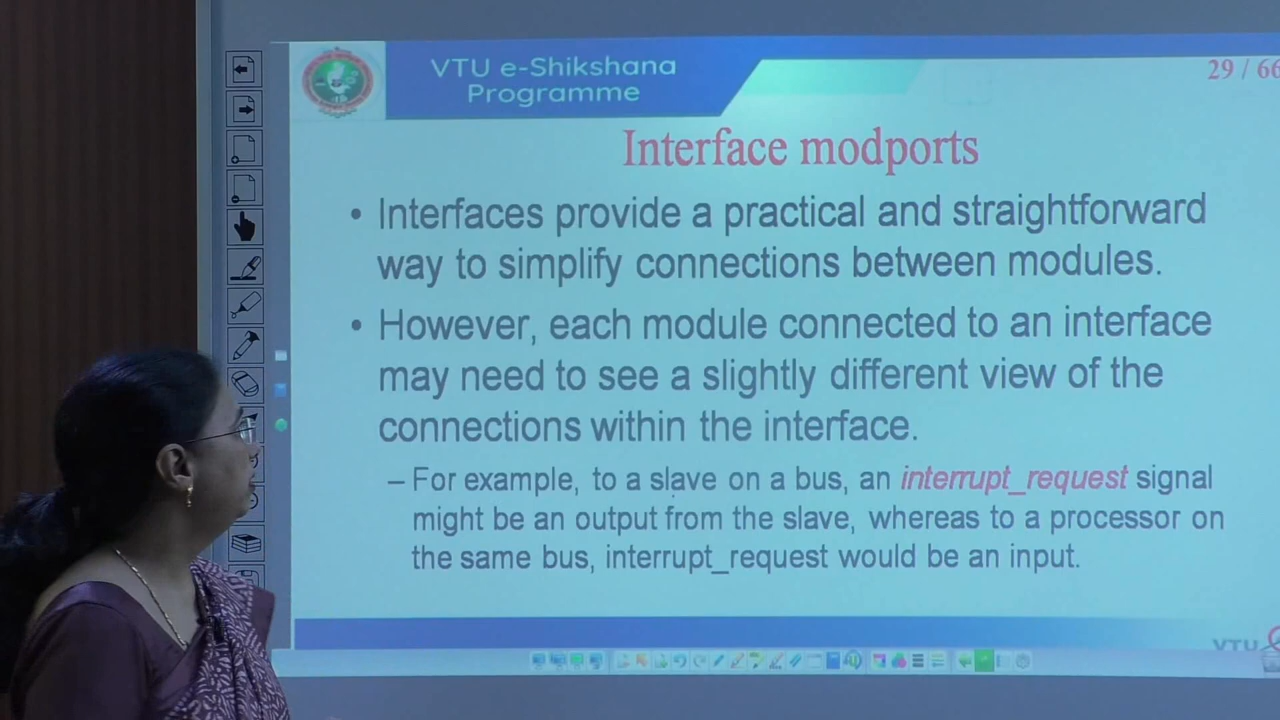 VTU e-Shikshana
Programme
29 / 66
Interface modports
• Interfaces provide a practical and straightforward
way to simplify connections between modules.
• However, each module connected to an interface
may need to see a slightly different view of the
connections within the interface.
– For example, to a slave on a bus, an interrupt_request signal
might be an output from the slave, whereas to a processor on
the same bus, interrupt_request would be an input.
VTU